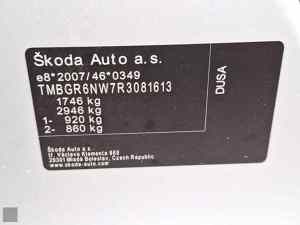 Škoda Auto a.s.
e8*2007/46*0349
TMBGR6NW7R3081613
1746 kg
2946 kg
1- 920 kg
2- 860 kg
DUSA
Škoda Auto a.s.
tř. Václava Klementa 869
29301 Mladá Boleslav, Czech Republic
www.skoda-auto.com